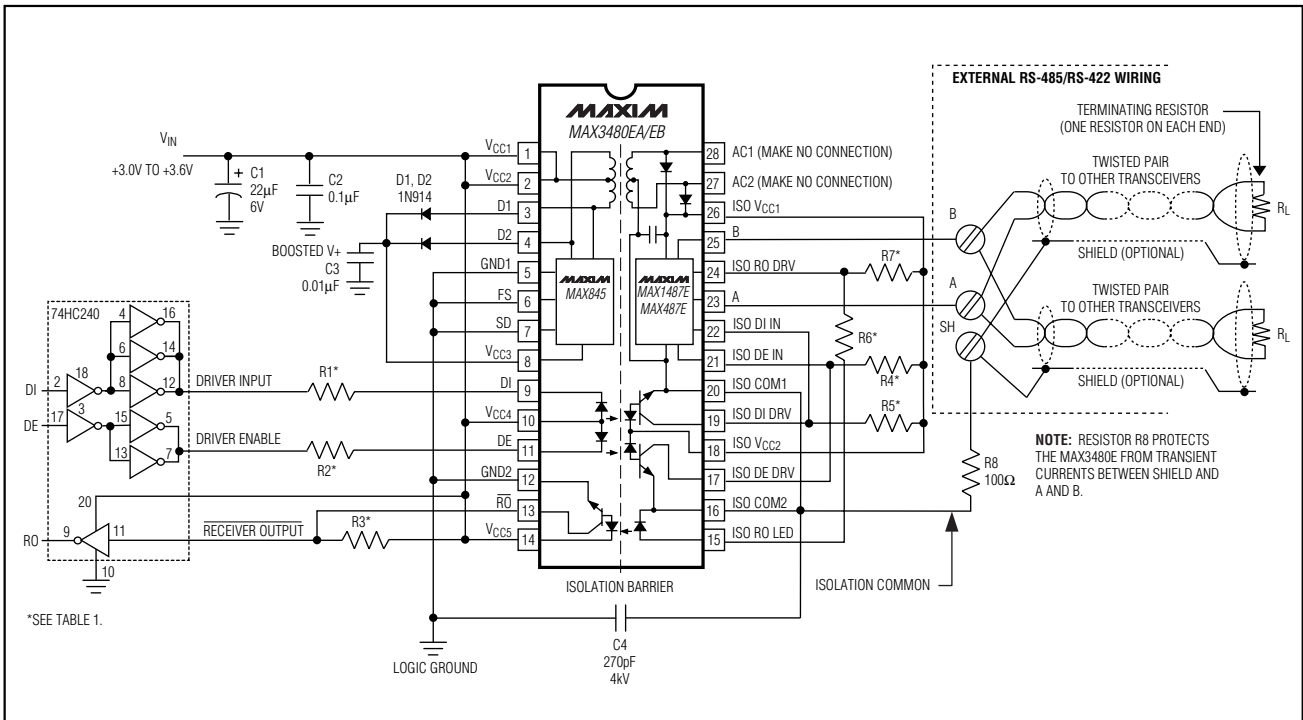 EXTERNAL RS-485/RS-422 WIRING
TERMINATING RESISTOR
(ONE RESISTOR ON EACH END)
MAXIM
MAX3480EA/EB
VIN
+3.0V TO +3.6V
C1
22µF
6V
C2
0.1µF
D1, D2
1N914
BOOSTED V+
C3
0.01µF
VCC1
1
VCC2
2
D1
3
D2
4
GND1
5
FS
6
SD
7
VCC3
8
DI
9
VCC4
10
DE
11
GND2
12
RO
13
VCC5
14
MAXIM
MAX845
MAXIM
MAX1487E
MAX487E
28
AC1 (MAKE NO CONNECTION)
27
AC2 (MAKE NO CONNECTION)
26
ISO VCC1
25
B
24
ISO RO DRV
23
A
22
ISO DI IN
21
ISO DE IN
20
ISO COM1
19
ISO DI DRV
18
ISO VCC2
17
ISO DE DRV
16
ISO COM2
15
ISO RO LED
R7*
R6*
R4*
R5*
B
A
SH
TWISTED PAIR
TO OTHER TRANSCEIVERS
SHIELD (OPTIONAL)
RL
TWISTED PAIR
TO OTHER TRANSCEIVERS
SHIELD (OPTIONAL)
RL
R8
100Ω
NOTE: RESISTOR R8 PROTECTS
THE MAX3480E FROM TRANSIENT
CURRENTS BETWEEN SHIELD AND
A AND B.
74HC240
4
16
6
14
18
8
12
DI
2
DE
17
3
15
5
13
7
20
RO
9
11
10
DRIVER INPUT
R1*
DRIVER ENABLE
R2*
RECEIVER OUTPUT
R3*
ISOLATION BARRIER
ISOLATION COMMON
*SEE TABLE 1.
LOGIC GROUND
C4
270pF
4kV